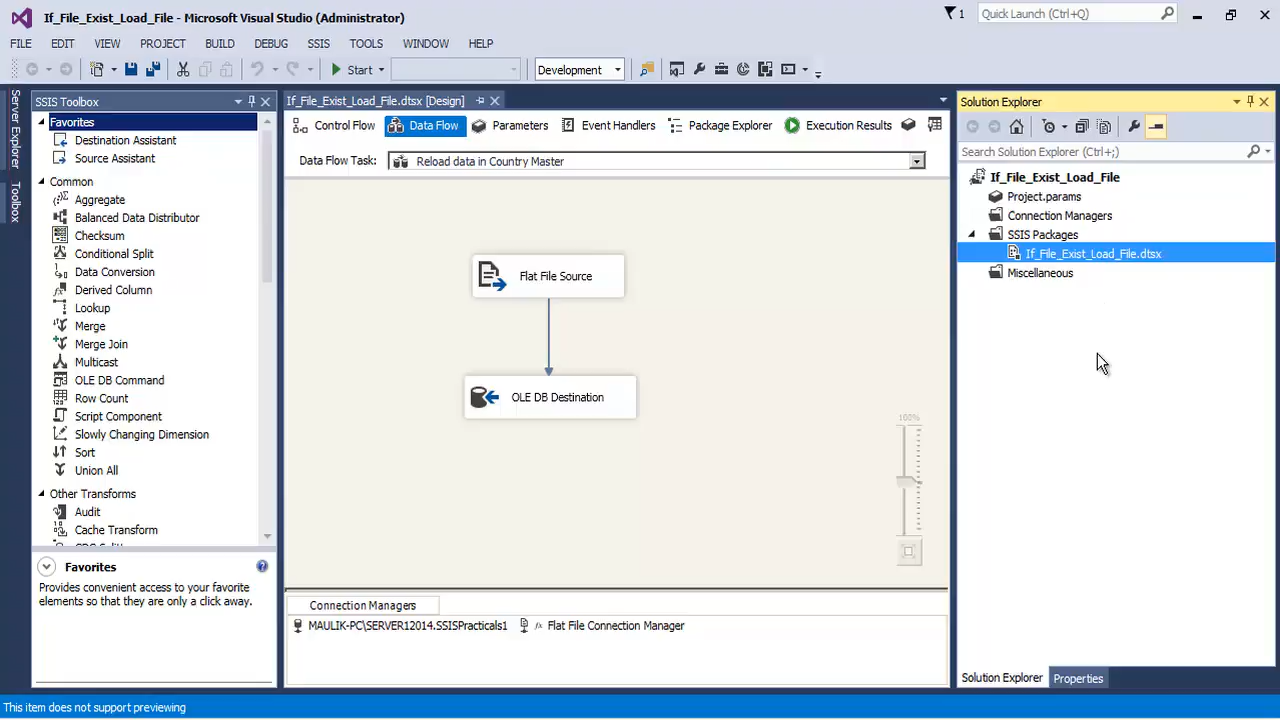 If_File_Exist_Load_File - Microsoft Visual Studio (Administrator)
1
Quick Launch (Ctrl+Q)
FILE EDIT VIEW PROJECT BUILD DEBUG SSIS TOOLS WINDOW HELP
Start
Development
Server Explorer
Toolbox
SSIS Toolbox
Favorites
Destination Assistant
Source Assistant
Common
Aggregate
Balanced Data Distributor
Checksum
Conditional Split
Data Conversion
Derived Column
Lookup
Merge
Merge Join
Multicast
OLE DB Command
Row Count
Script Component
Slowly Changing Dimension
Sort
Union All
Other Transforms
Audit
Cache Transform
Favorites
Provides convenient access to your favorite
elements so that they are only a click away.
If_File_Exist_Load_File.dtsx [Design]
Control Flow Data Flow Parameters Event Handlers Package Explorer Execution Results
Data Flow Task: Reload data in Country Master
Flat File Source
OLE DB Destination
102%
Connection Managers
MAULIK-PC\SERVER12014.SSISPracticals1
fx Flat File Connection Manager
Solution Explorer
Search Solution Explorer (Ctrl+;)
If_File_Exist_Load_File
Project.params
Connection Managers
SSIS Packages
If_File_Exist_Load_File.dtsx
Miscellaneous
Solution Explorer Properties
This item does not support previewing